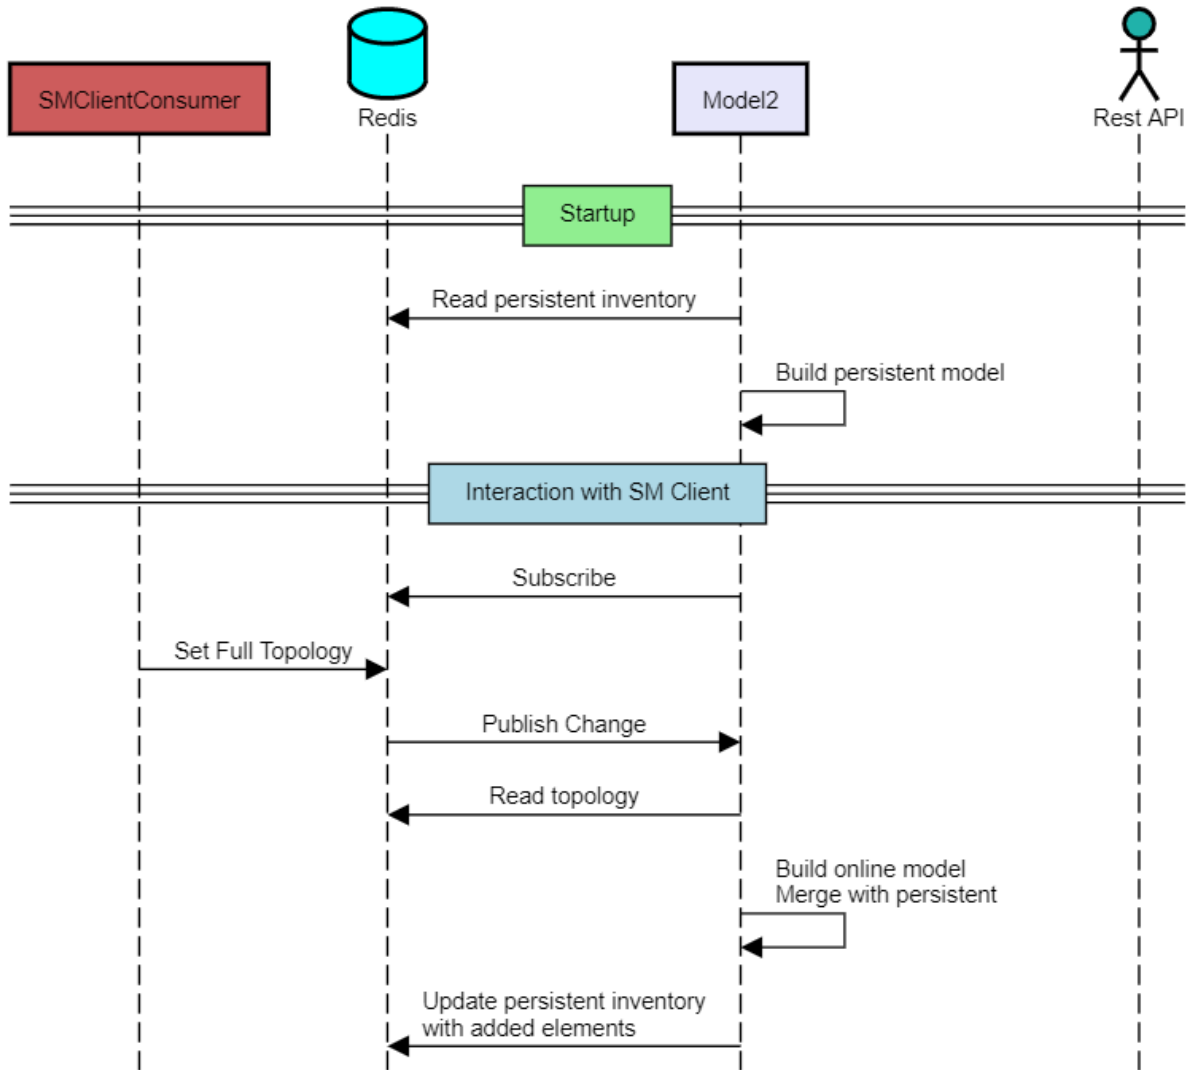 SMClientConsumer
Redis
Model2
Rest API
Startup
Read persistent inventory
Build persistent model
Interaction with SM Client
Subscribe
Set Full Topology
Publish Change
Read topology
Build online model
Merge with persistent
Update persistent inventory
with added elements